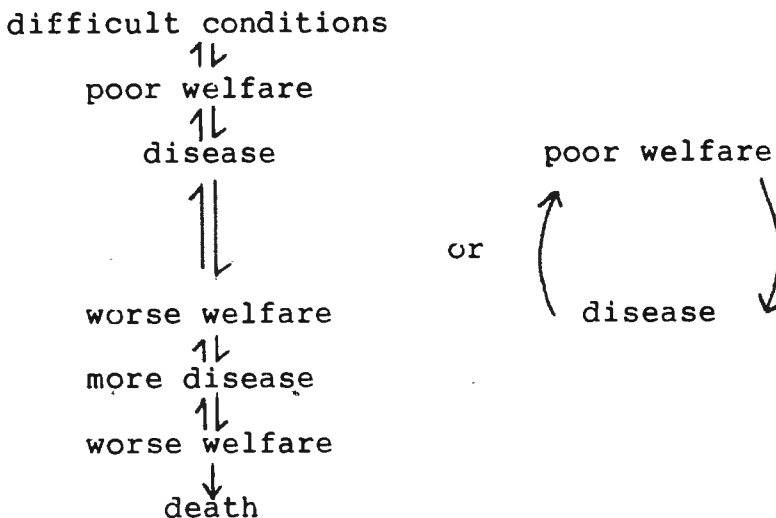 difficult conditions
poor welfare
disease
worse welfare
more disease
worse welfare
death
or
poor welfare
disease